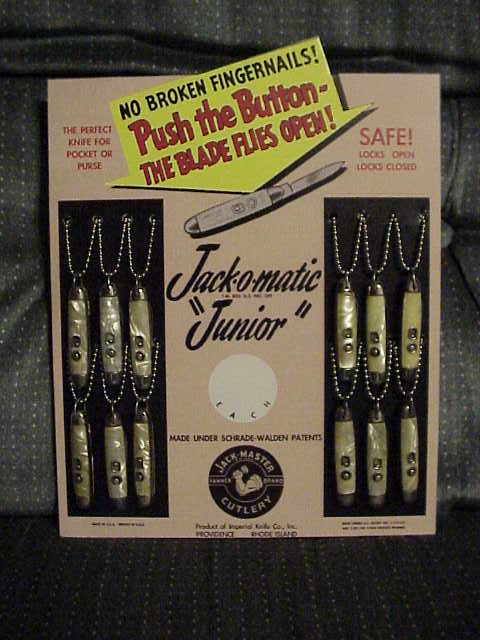 NO BROKEN FINGERNAILS!
Push the Button-
THE BLADE FLIES OPEN!
THE PERFECT
KNIFE FOR
POCKET OR
PURSE
SAFE!
LOCKS OPEN
LOCKS CLOSED
Jack-o-matic
"Junior"
EACH
MADE UNDER SCHRADE-WALDEN PATENTS
JACK-MASTER
HAMMER BRAND
CUTLERY
Product of Imperial Knife Co., Inc.
PROVIDENCE RHODE ISLAND